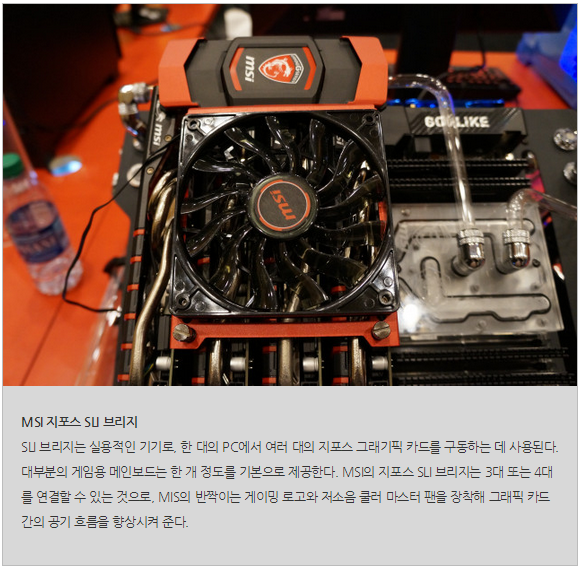 msi
GODLIKE
msi
msi
MSI 지포스 SLI 브리지
SLI 브리지는 실용적인 기기로, 한 대의 PC에서 여러 대의 지포스 그래기픽 카드를 구동하는 데 사용된다.
대부분의 게임용 메인보드는 한 개 정도를 기본으로 제공한다. MSI의 지포스 SLI 브리지는 3대 또는 4대
를 연결할 수 있는 것으로, MIS의 반짝이는 게이밍 로고와 저소음 쿨러 마스터 팬을 장착해 그래픽 카드
간의 공기 흐름을 향상시켜 준다.